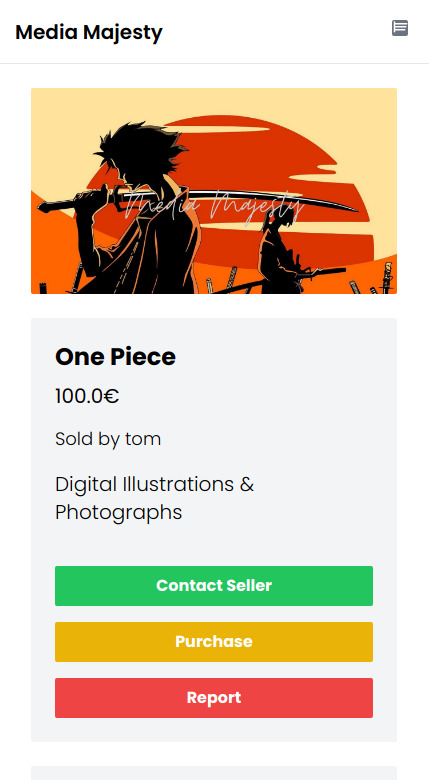 Media Majesty
Media Majesty
One Piece
100.0€
Sold by tom
Digital Illustrations &
Photographs
Contact Seller
Purchase
Report